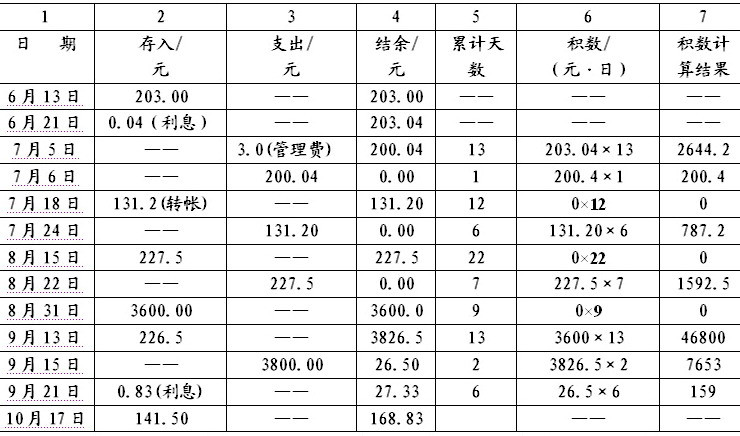 1 2 3 4 5 6 7
日 期 存入/元 支出/元 结余/元 累计天数 积数/(元·日) 积数计算结果
6月13日 203.00 —— 203.00 —— —— ——
6月21日 0.04（利息） —— 203.04 —— —— ——
7月5日 —— 3.0(管理费) 200.04 13 203.04×13 2644.2
7月6日 —— 200.04 0.00 1 200.4×1 200.4
7月18日 131.2(转帐) —— 131.20 12 0×12 0
7月24日 —— 131.20 0.00 6 131.20×6 787.2
8月15日 227.5 —— 227.5 22 0×22 0
8月22日 —— 227.5 0.00 7 227.5×7 1592.5
8月31日 3600.00 —— 3600.0 9 0×9 0
9月13日 226.5 —— 3826.5 13 3600×13 46800
9月15日 —— 3800.00 26.50 2 3826.5×2 7653
9月21日 0.83(利息) —— 27.33 6 26.5×6 159
10月17日 141.50 —— 168.83 —— —— ——